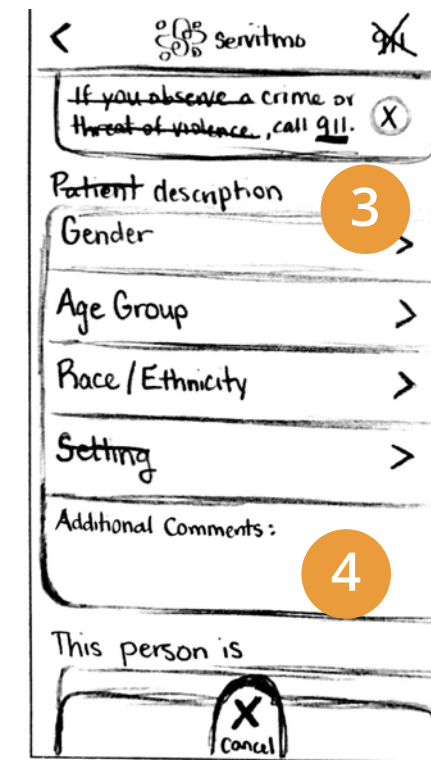 < servitmo 911
If you observe a crime or
threat of violence, call 911. X
Patient description
3
Gender >
Age Group >
Race / Ethnicity >
Setting >
Additional Comments:
4
This person is
X
Cancel